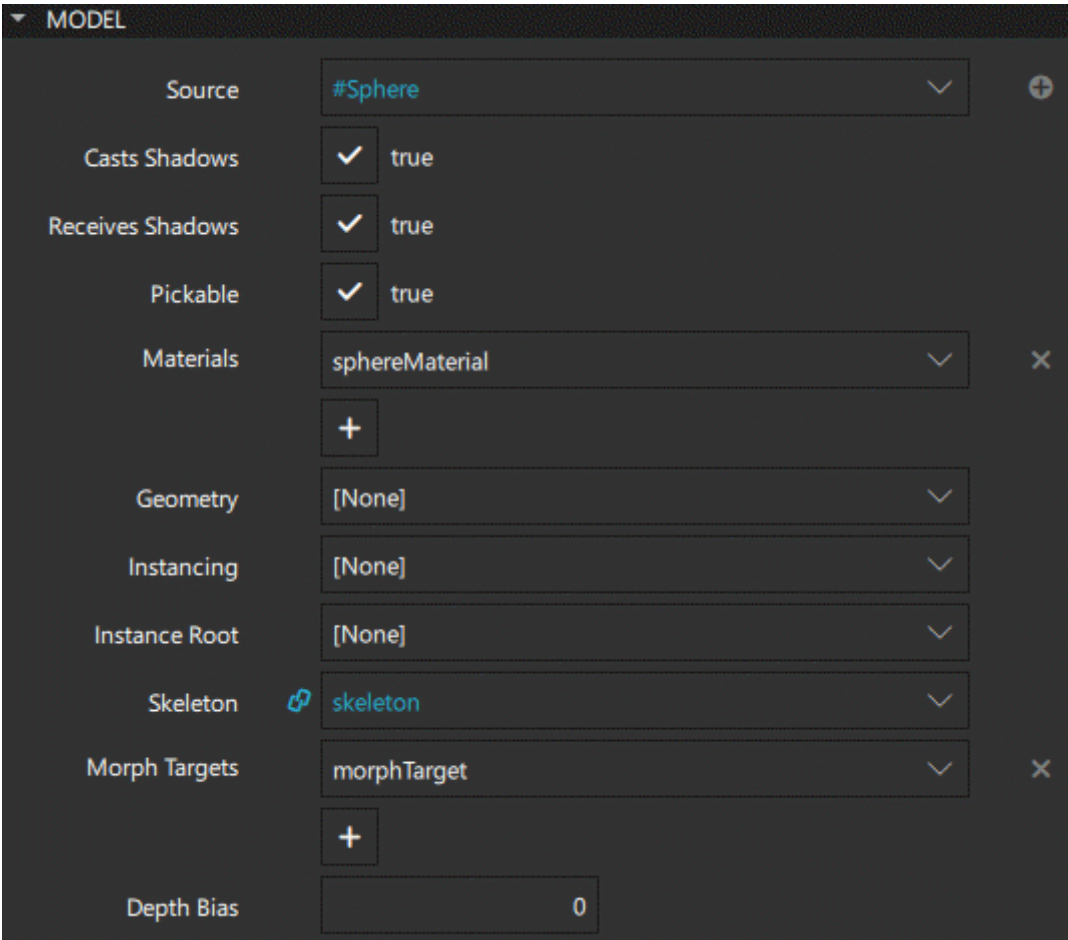 MODEL
Source #Sphere
Casts Shadows true
Receives Shadows true
Pickable true
Materials sphereMaterial
Geometry [None]
Instancing [None]
Instance Root [None]
Skeleton skeleton
Morph Targets morphTarget
Depth Bias 0